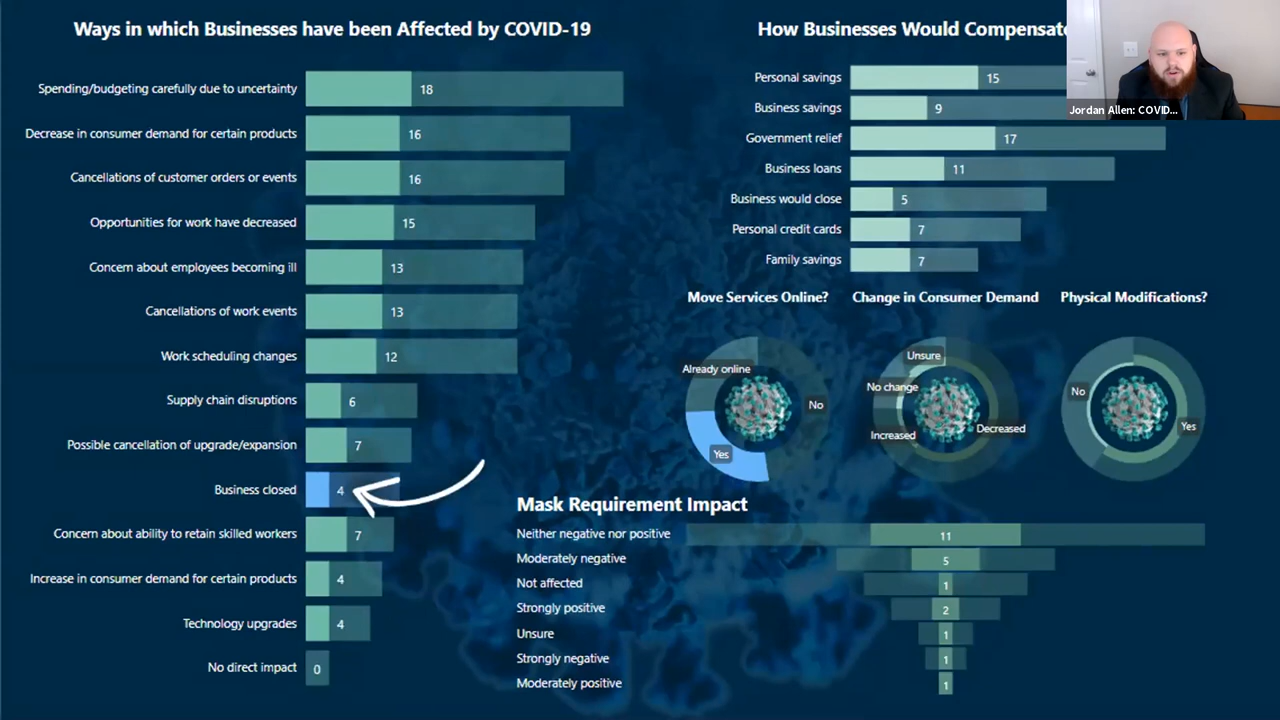 Ways in which Businesses have been Affected by COVID-19
Spending/budgeting carefully due to uncertainty 18
Decrease in consumer demand for certain products 16
Cancellations of customer orders or events 16
Opportunities for work have decreased 15
Concern about employees becoming ill 13
Cancellations of work events 13
Work scheduling changes 12
Supply chain disruptions 6
Possible cancellation of upgrade/expansion 7
Business closed 4
Concern about ability to retain skilled workers 7
Increase in consumer demand for certain products 4
Technology upgrades 4
No direct impact 0
How Businesses Would Compensate
Personal savings 15
Business savings 9
Government relief 17
Business loans 11
Business would close 5
Personal credit cards 7
Family savings 7
Jordan Allen: COVID...
Move Services Online?
Already online
No
Yes
Change in Consumer Demand
Unsure
No change
Increased
Decreased
Physical Modifications?
No
Yes
Mask Requirement Impact
Neither negative nor positive 11
Moderately negative 5
Not affected 1
Strongly positive 2
Unsure 1
Strongly negative 1
Moderately positive 1